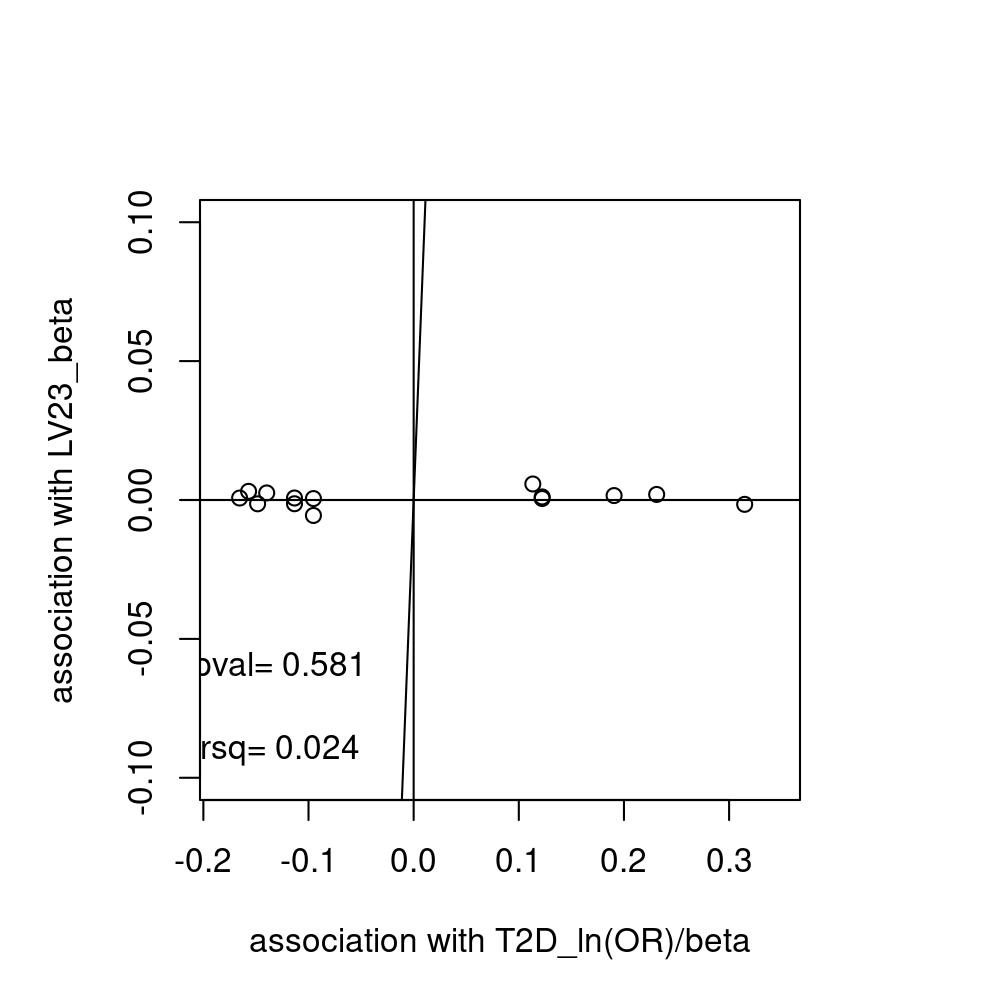 0.10
0.05
0.00
-0.05
-0.10
association with LV23_beta
pval= 0.581
rsq= 0.024
-0.2 -0.1 0.0 0.1 0.2 0.3
association with T2D_ln(OR)/beta